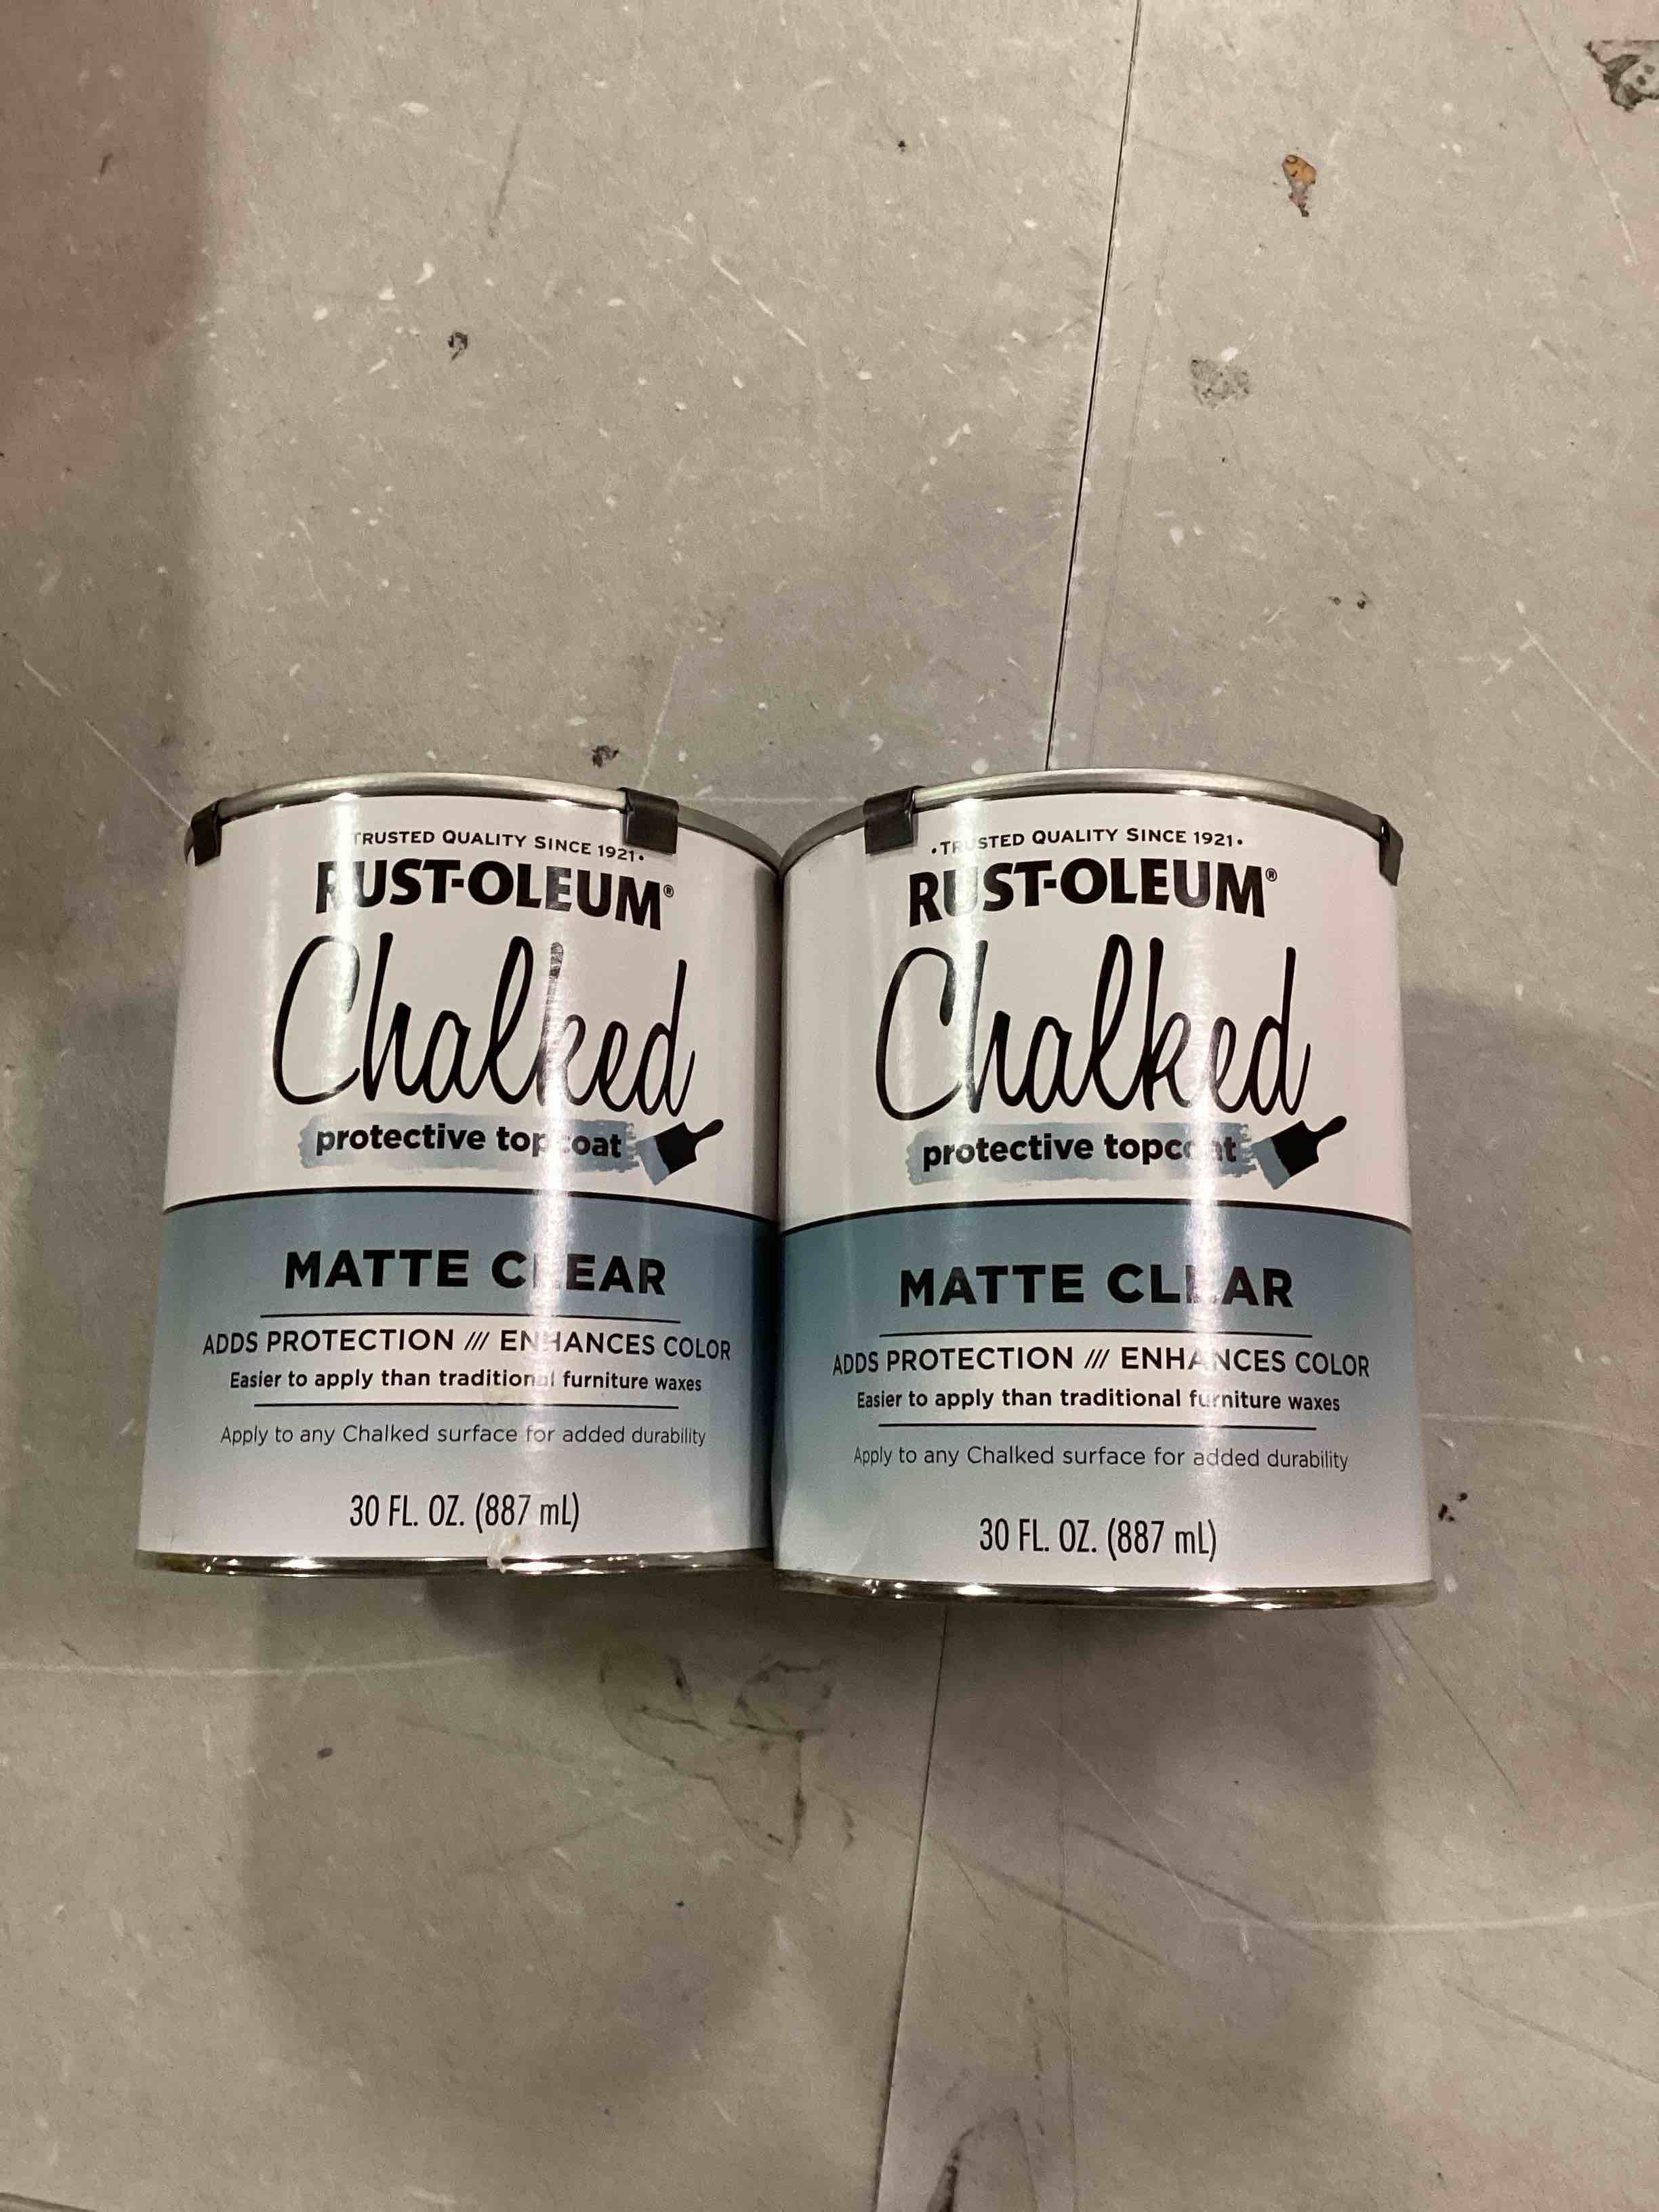 TRUSTED QUALITY SINCE 1921•
RUST-OLEUM®
Chalked
protective topcoat
MATTE CLEAR
ADDS PROTECTION /// ENHANCES COLOR
Easier to apply than traditional furniture waxes
Apply to any Chalked surface for added durability
30 FL. OZ. (887 mL)
•TRUSTED QUALITY SINCE 1921•
RUST-OLEUM®
Chalked
protective topcoat
MATTE CLEAR
ADDS PROTECTION /// ENHANCES COLOR
Easier to apply than traditional furniture waxes
Apply to any Chalked surface for added durability
30 FL. OZ. (887 mL)